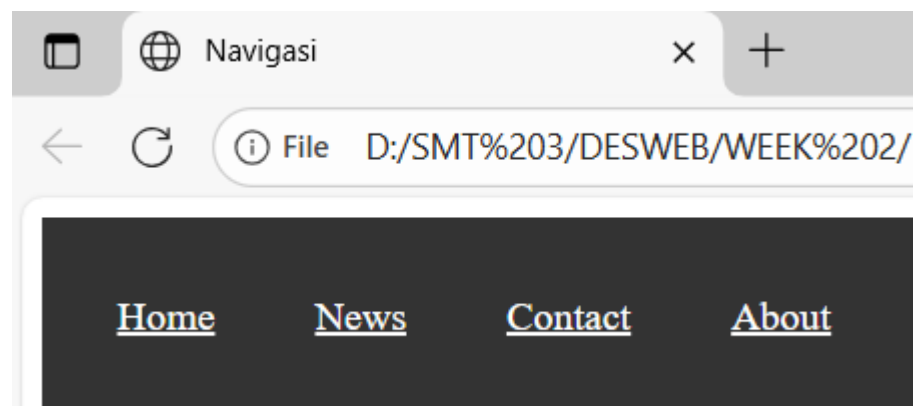 Navigasi
File D:/SMT%203/DESWEB/WEEK%202/
Home News Contact About